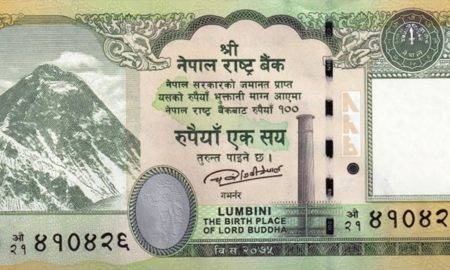 श्री
नेपाल राष्ट्र बैंक
नेपाल सरकारको जमानत प्राप्त
यसको रुपैयाँ भुक्तानी माग्न आएमा
नेपाल राष्ट्र बैंकबाट रुपैयाँ १००
रुपैयाँ एक सय
तुरुन्त पाइने छ ।
गभर्नर
LUMBINI
THE BIRTH PLACE
OF LORD BUDDHA
ओ
२१ ४१०४२६
ओ
२१ ४१०४२
वि सं २०७५